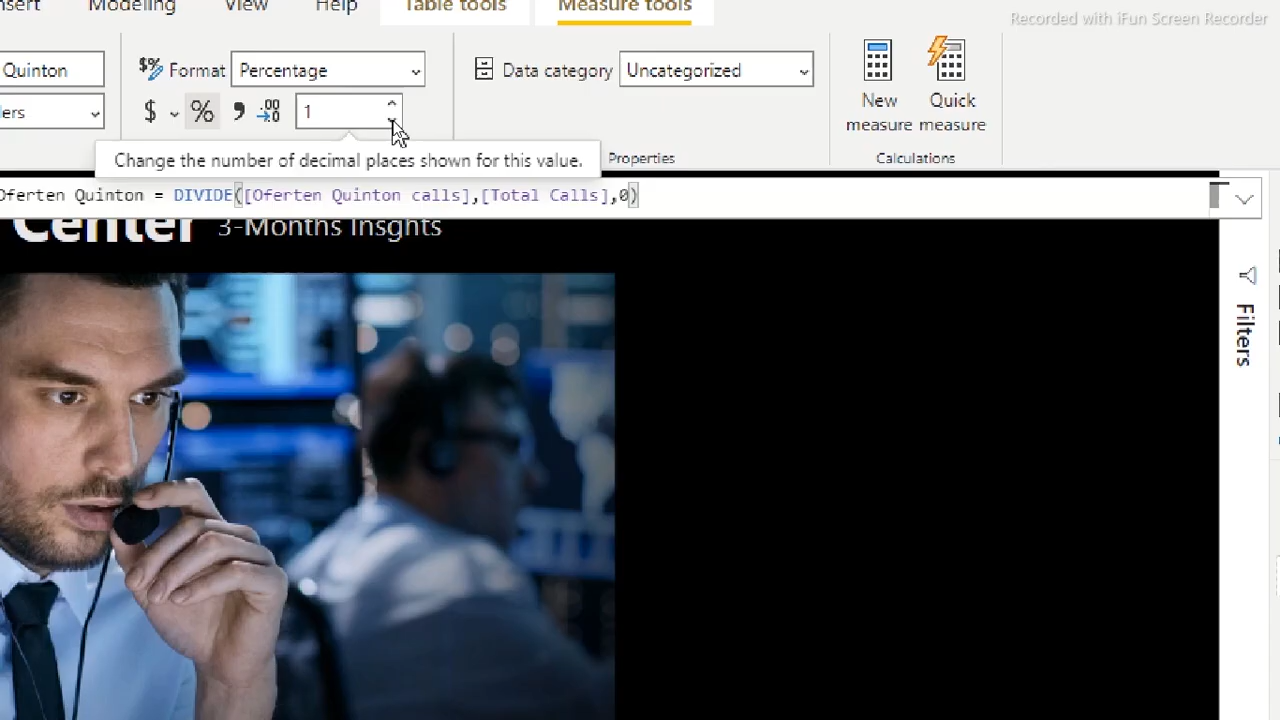 nsert Modeling View Help Table tools Measure tools
Recorded with iFun Screen Recorder
Quinton Format Percentage Data category Uncategorized
ers $ % , .00 1
New measure
Quick measure
Change the number of decimal places shown for this value.
Properties
Calculations
Oferten Quinton = DIVIDE([Oferten Quinton calls],[Total Calls],0)
Center 3-Months Insghts
Filters